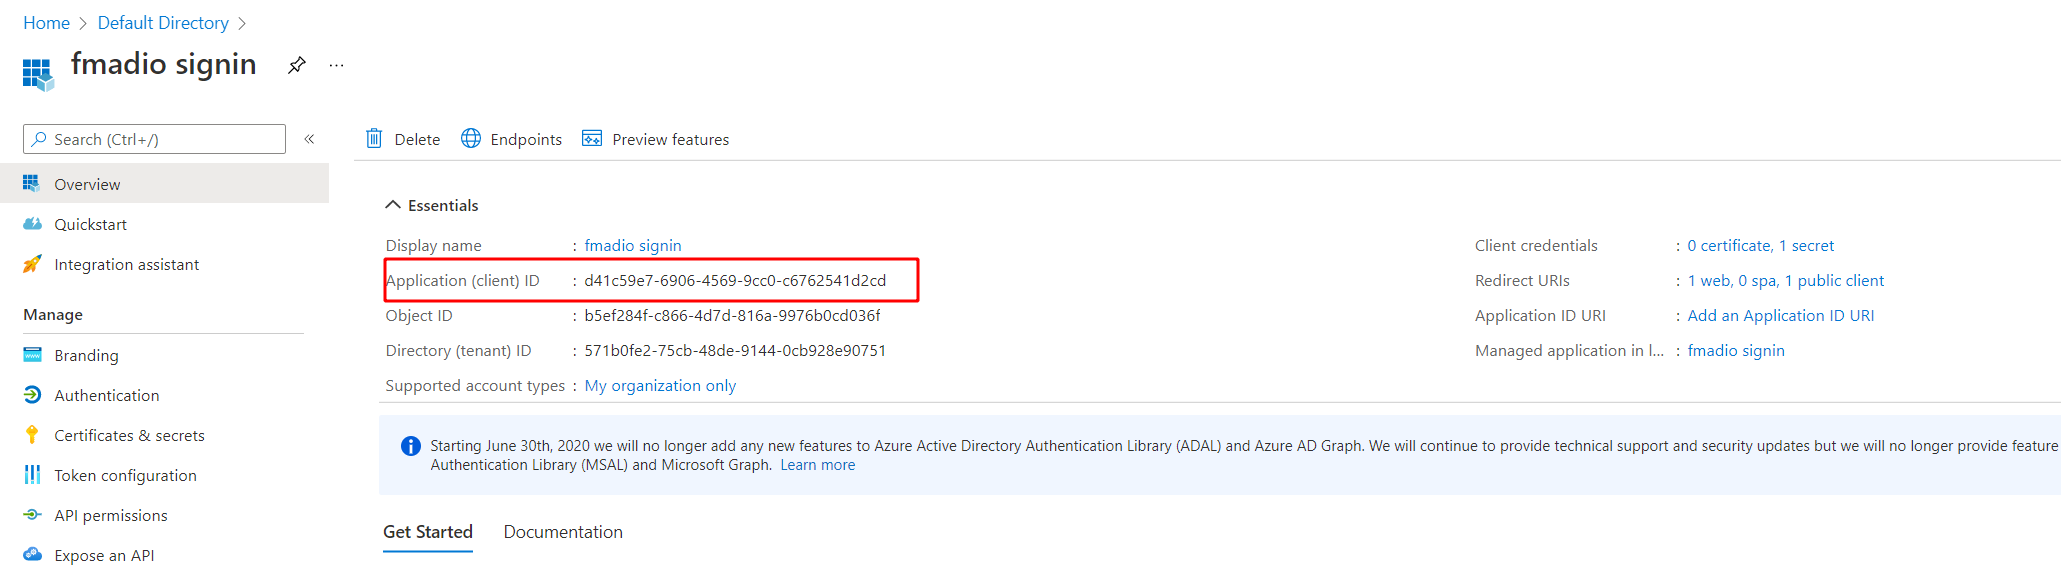 Home > Default Directory >
fmadio signin ...
Search (Ctrl+/) «
Delete Endpoints Preview features
Overview
Quickstart
Integration assistant
Manage
Branding
Authentication
Certificates & secrets
Token configuration
API permissions
Expose an API
Essentials
Display name : fmadio signin
Application (client) ID : d41c59e7-6906-4569-9cc0-c6762541d2cd
Object ID : b5ef284f-c866-4d7d-816a-9976b0cd036f
Directory (tenant) ID : 571b0fe2-75cb-48de-9144-0cb928e90751
Supported account types : My organization only
Client credentials : 0 certificate, 1 secret
Redirect URIs : 1 web, 0 spa, 1 public client
Application ID URI : Add an Application ID URI
Managed application in l... : fmadio signin
Starting June 30th, 2020 we will no longer add any new features to Azure Active Directory Authentication Library (ADAL) and Azure AD Graph. We will continue to provide technical support and security updates but we will no longer provide feature
Authentication Library (MSAL) and Microsoft Graph. Learn more
Get Started Documentation